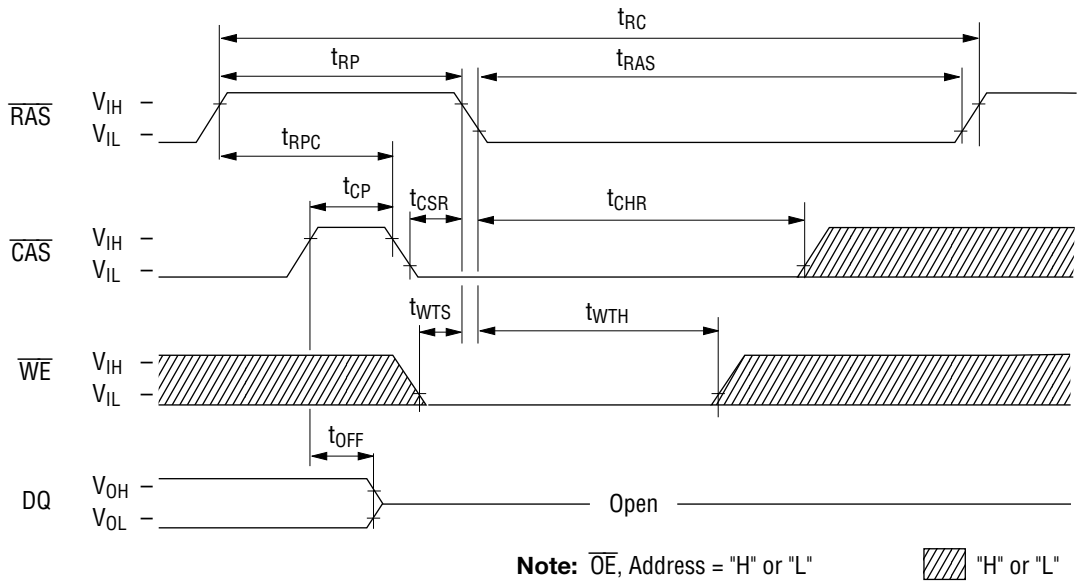 tRC
tRP
tRAS
RAS
VIH –
VIL –
tRPC
tCP
tCSR
tCHR
CAS
VIH –
VIL –
tWTS
tWTH
WE
VIH –
VIL –
tOFF
DQ
VOH –
VOL –
Open
Note: OE, Address = "H" or "L"
"H" or "L"